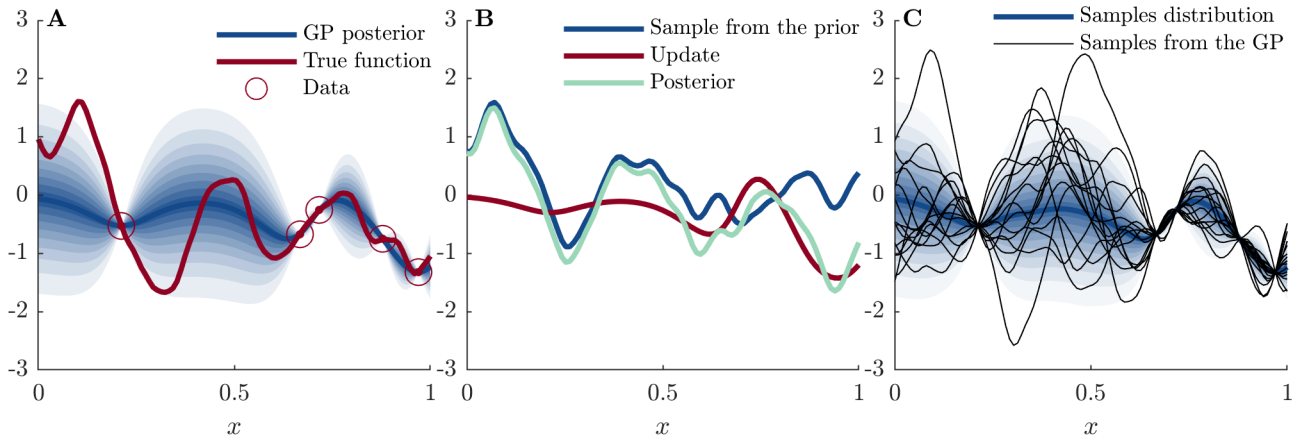 A
GP posterior
True function
Data
3
2
1
0
-1
-2
-3
0
0.5
1
x
B
Sample from the prior
Update
Posterior
3
2
1
0
-1
-2
-3
0
0.5
1
x
C
Samples distribution
Samples from the GP
3
2
1
0
-1
-2
-3
0
0.5
1
x